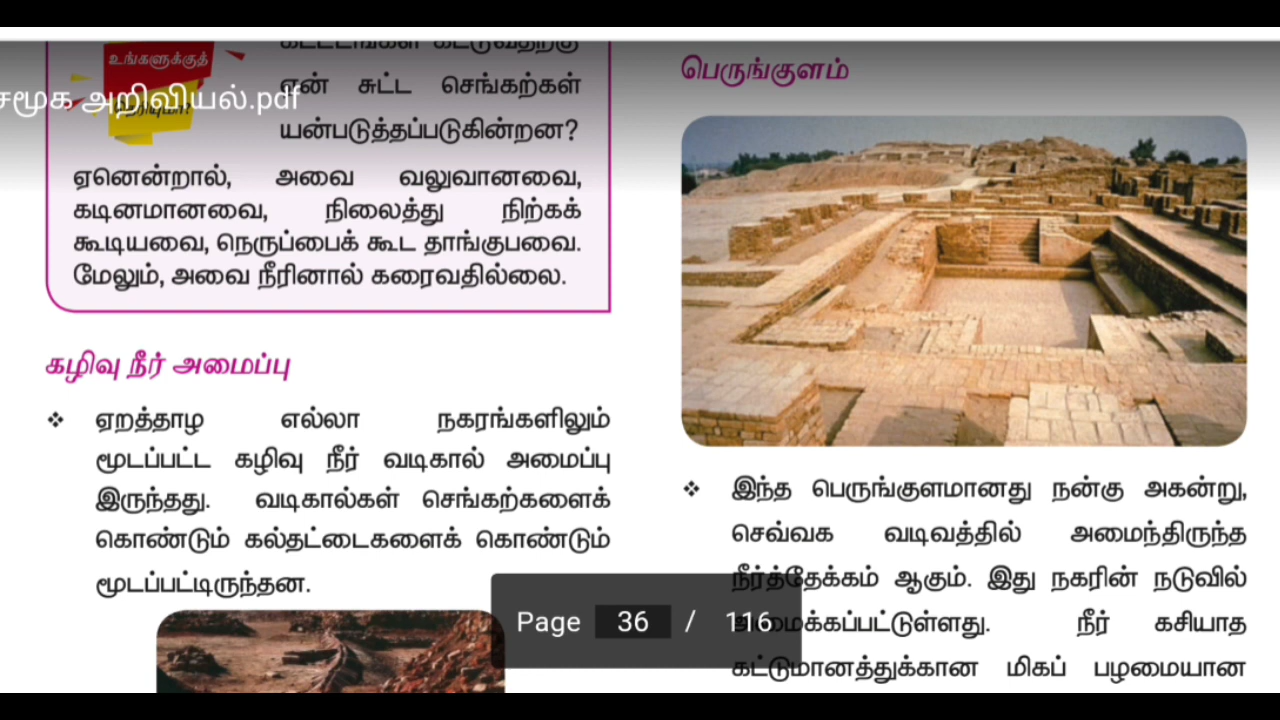 உங்களுக்குத்
ஏன் சுட்ட செங்கற்கள்
யன்படுத்தப்படுகின்றன?
சமூக அறிவியல்.pdf
ஏனென்றால், அவை வலுவானவை,
கடினமானவை, நிலைத்து நிற்கக்
கூடியவை, நெருப்பைக் கூட தாங்குபவை.
மேலும், அவை நீரினால் கரைவதில்லை.
கழிவு நீர் அமைப்பு
❖ ஏறத்தாழ எல்லா நகரங்களிலும்
மூடப்பட்ட கழிவு நீர் வடிகால் அமைப்பு
இருந்தது. வடிகால்கள் செங்கற்களைக்
கொண்டும் கல்தட்டைகளைக் கொண்டும்
மூடப்பட்டிருந்தன.
பெருங்குளம்
❖ இந்த பெருங்குளமானது நன்கு அகன்று,
செவ்வக வடிவத்தில் அமைந்திருந்த
நீர்த்தேக்கம் ஆகும். இது நகரின் நடுவில்
அமைக்கப்பட்டுள்ளது. நீர் கசியாத
கட்டுமானத்துக்கான மிகப் பழமையான
Page 36 / 116